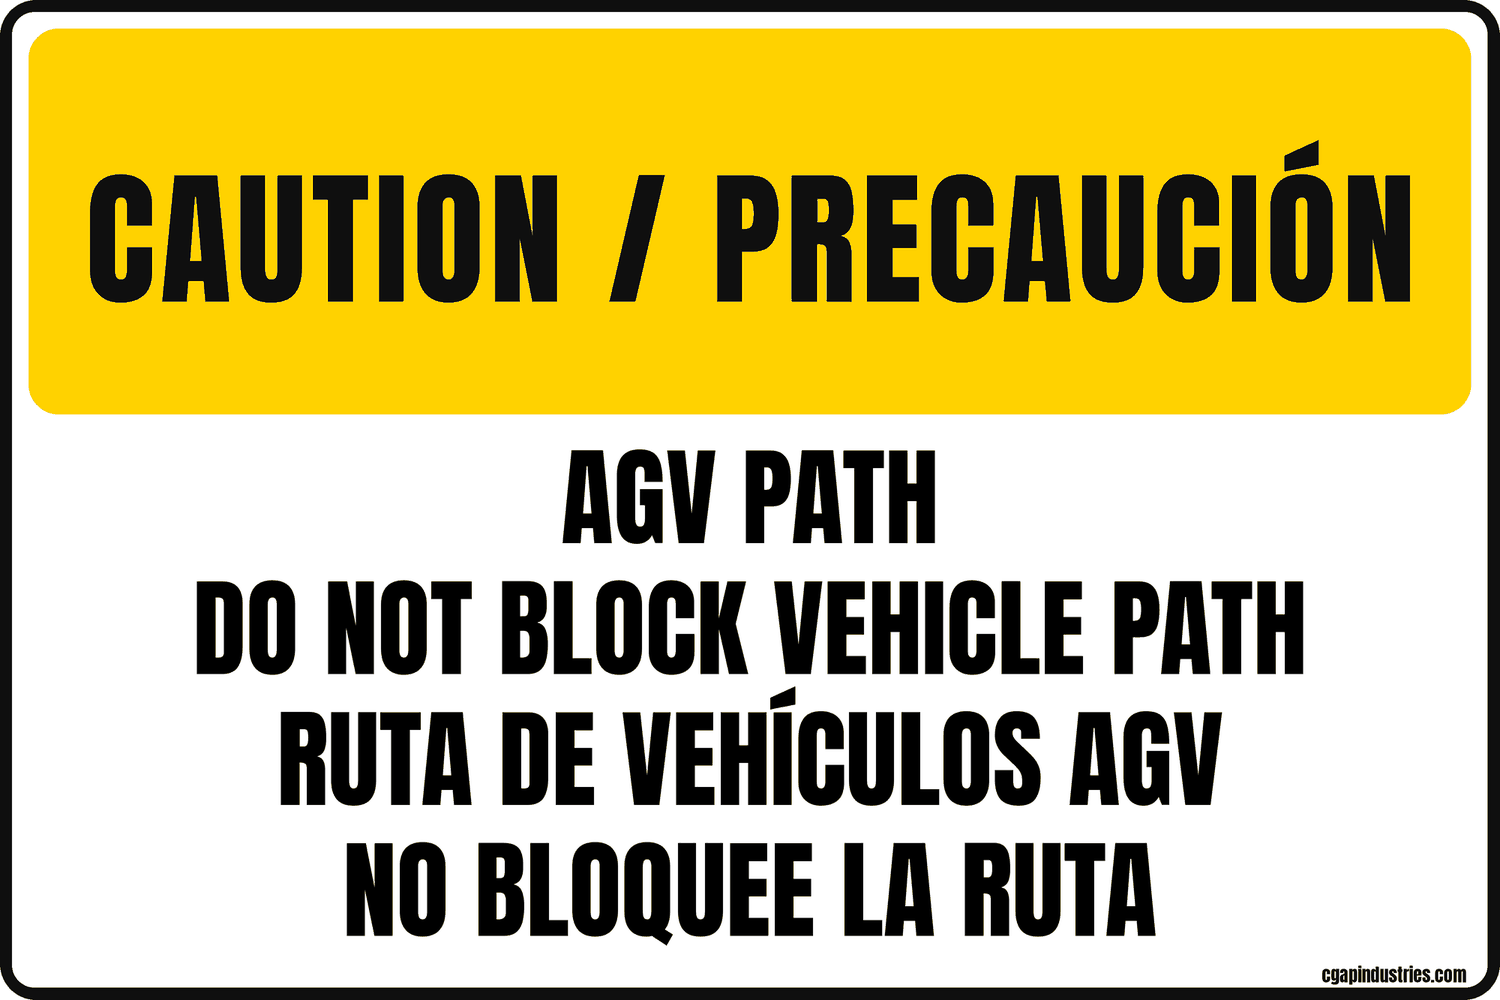 CAUTION / PRECAUCIÓN
AGV PATH
DO NOT BLOCK VEHICLE PATH
RUTA DE VEHÍCULOS AGV
NO BLOQUEE LA RUTA
cgapindustries.com